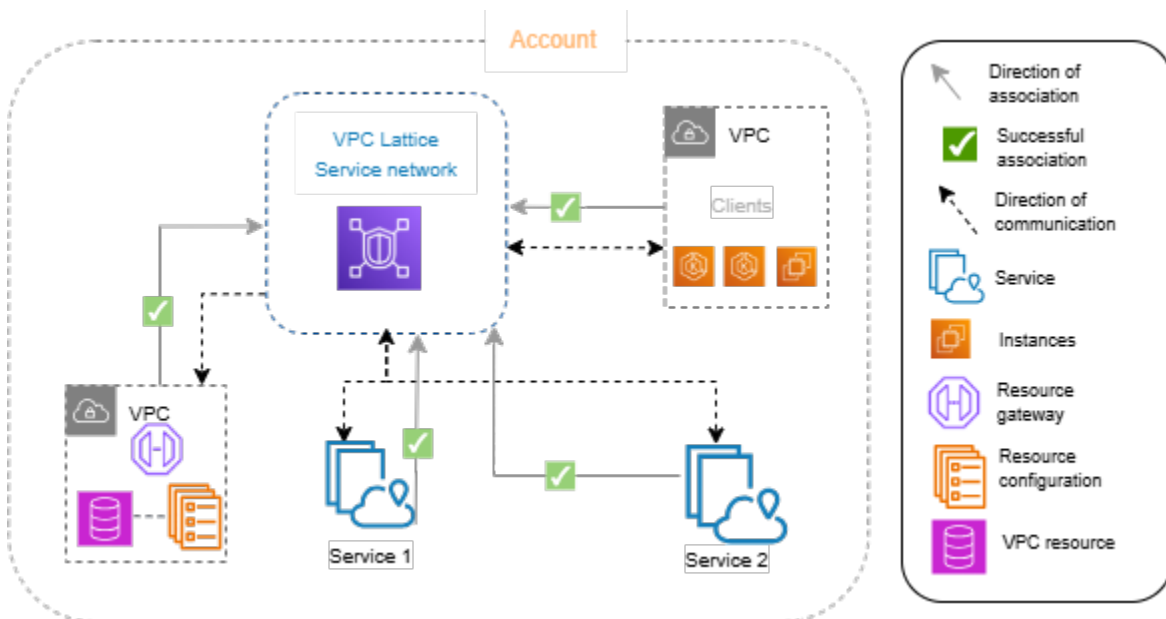 Account
VPC Lattice
Service network
VPC
Clients
VPC
Service 1
Service 2
Direction of
association
Successful
association
Direction of
communication
Service
Instances
Resource
gateway
Resource
configuration
VPC resource